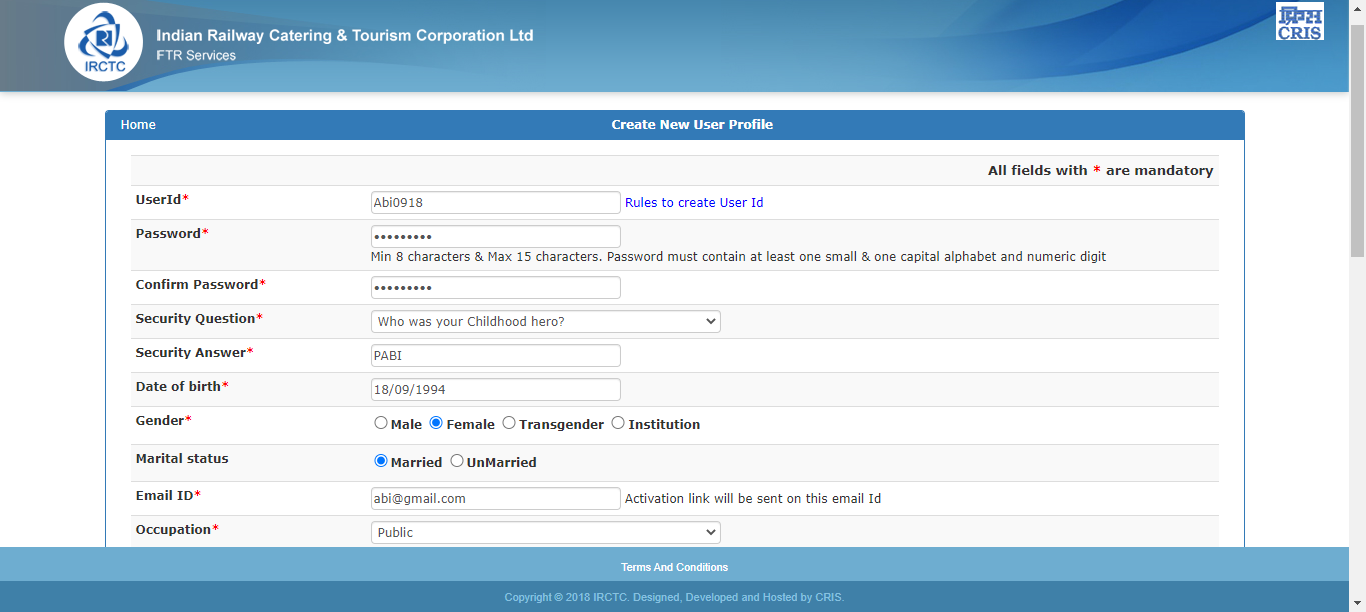 IRCTC
Indian Railway Catering & Tourism Corporation Ltd
FTR Services
क्रिस
CRIS
Home Create New User Profile
All fields with * are mandatory
UserId* Abi0918 Rules to create User Id
Password* •••••••••
Min 8 characters & Max 15 characters. Password must contain at least one small & one capital alphabet and numeric digit
Confirm Password* •••••••••
Security Question* Who was your Childhood hero?
Security Answer* PABI
Date of birth* 18/09/1994
Gender* Male Female Transgender Institution
Marital status Married UnMarried
Email ID* abi@gmail.com Activation link will be sent on this email Id
Occupation* Public
Terms And Conditions
Copyright © 2018 IRCTC. Designed, Developed and Hosted by CRIS.